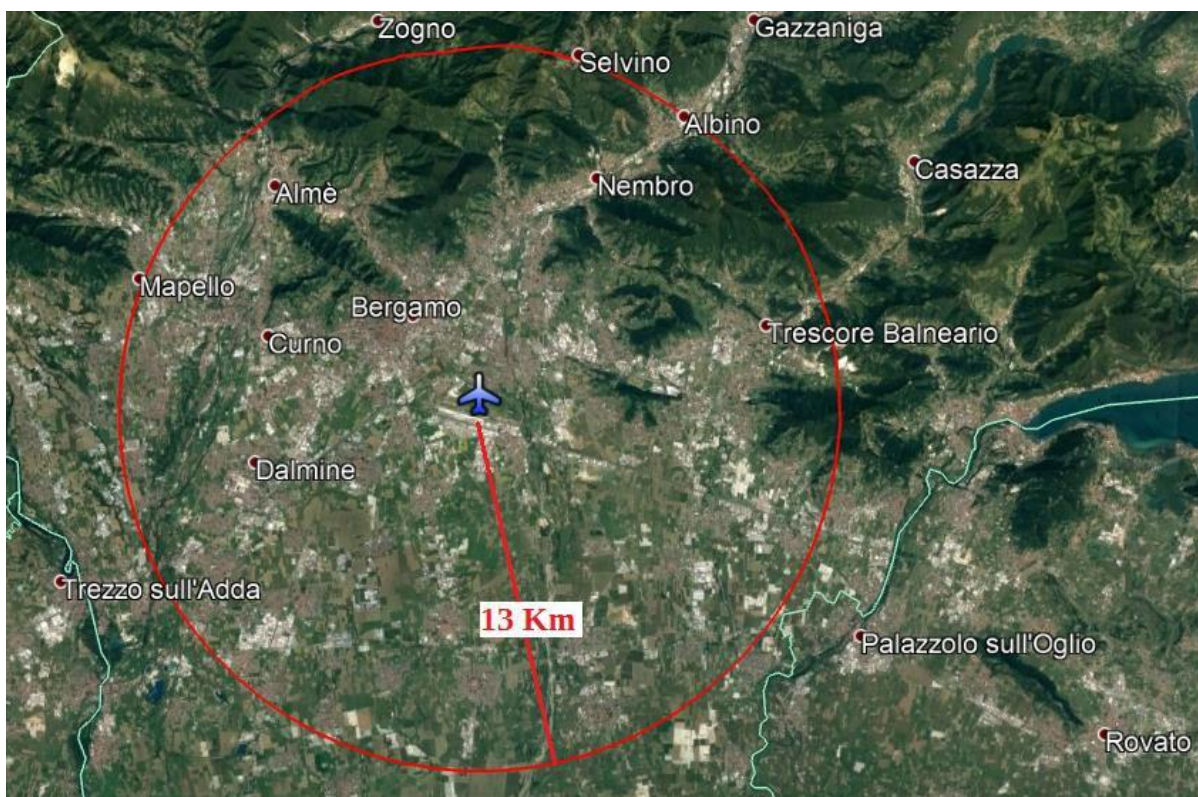 Zogno
Gazzaniga
Selvino
Albino
Casazza
Nembro
Almè
Mapello
Bergamo
Trescore Balneario
Curno
Dalmine
Trezzo sull'Adda
13 Km
Palazzolo sull'Oglio
Rovato